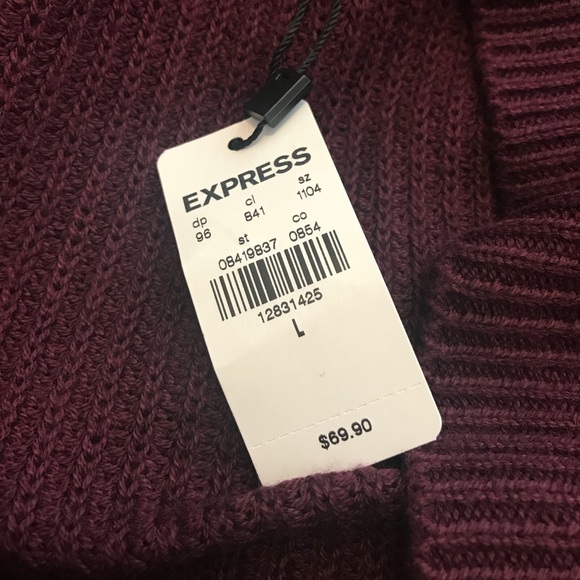 EXPRESS
dp cl sz
96 841 1104
st co
08419837 0854
12831425
L
$69.90